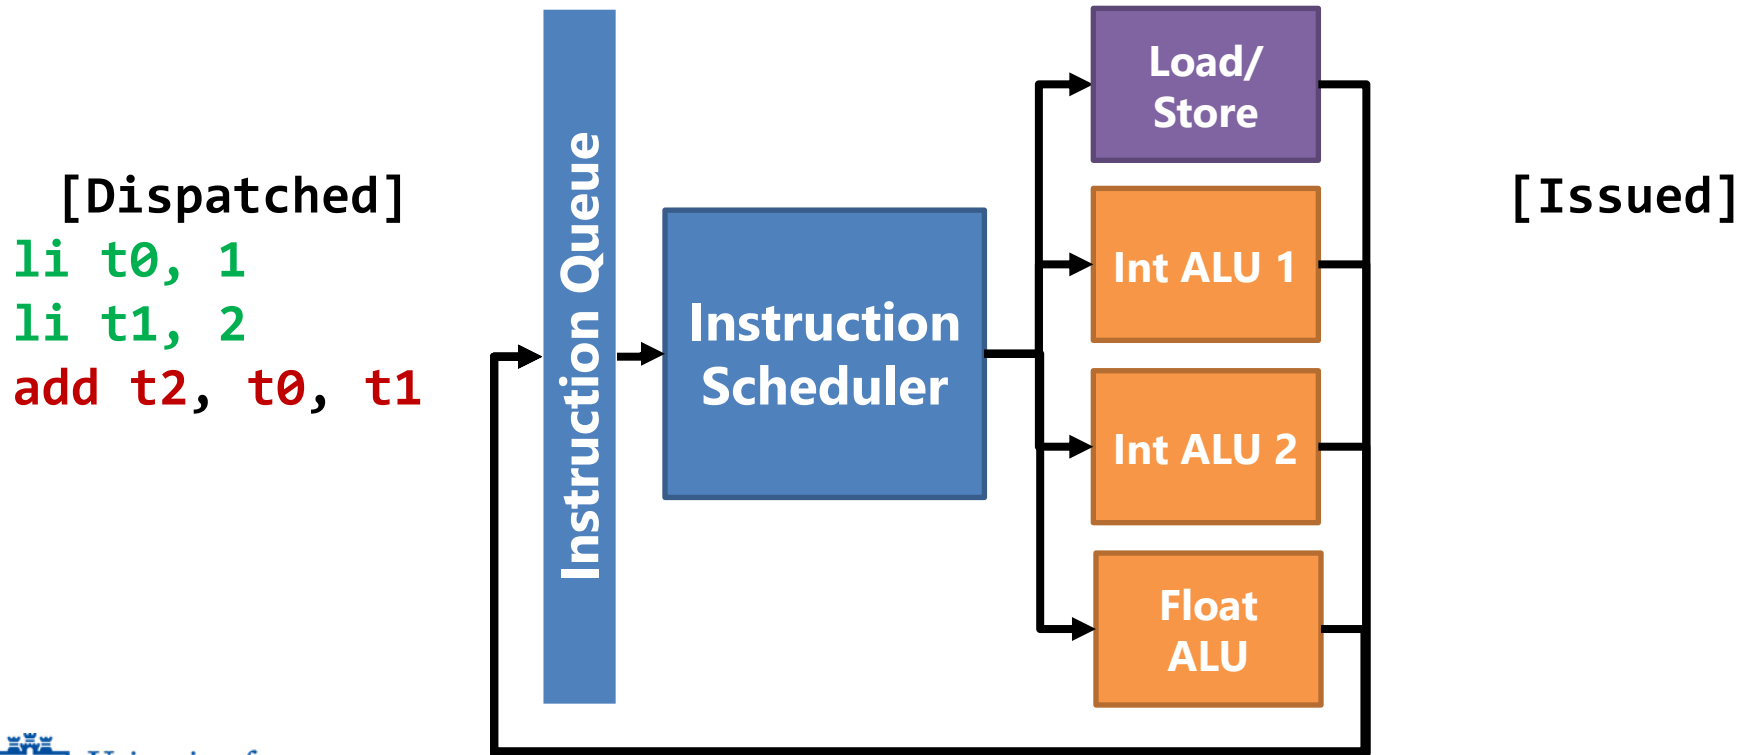 [Dispatched]
li t0, 1
li t1, 2
add t2, t0, t1
Instruction Queue
Instruction
Scheduler
Load/
Store
Int ALU 1
Int ALU 2
Float
ALU
[Issued]